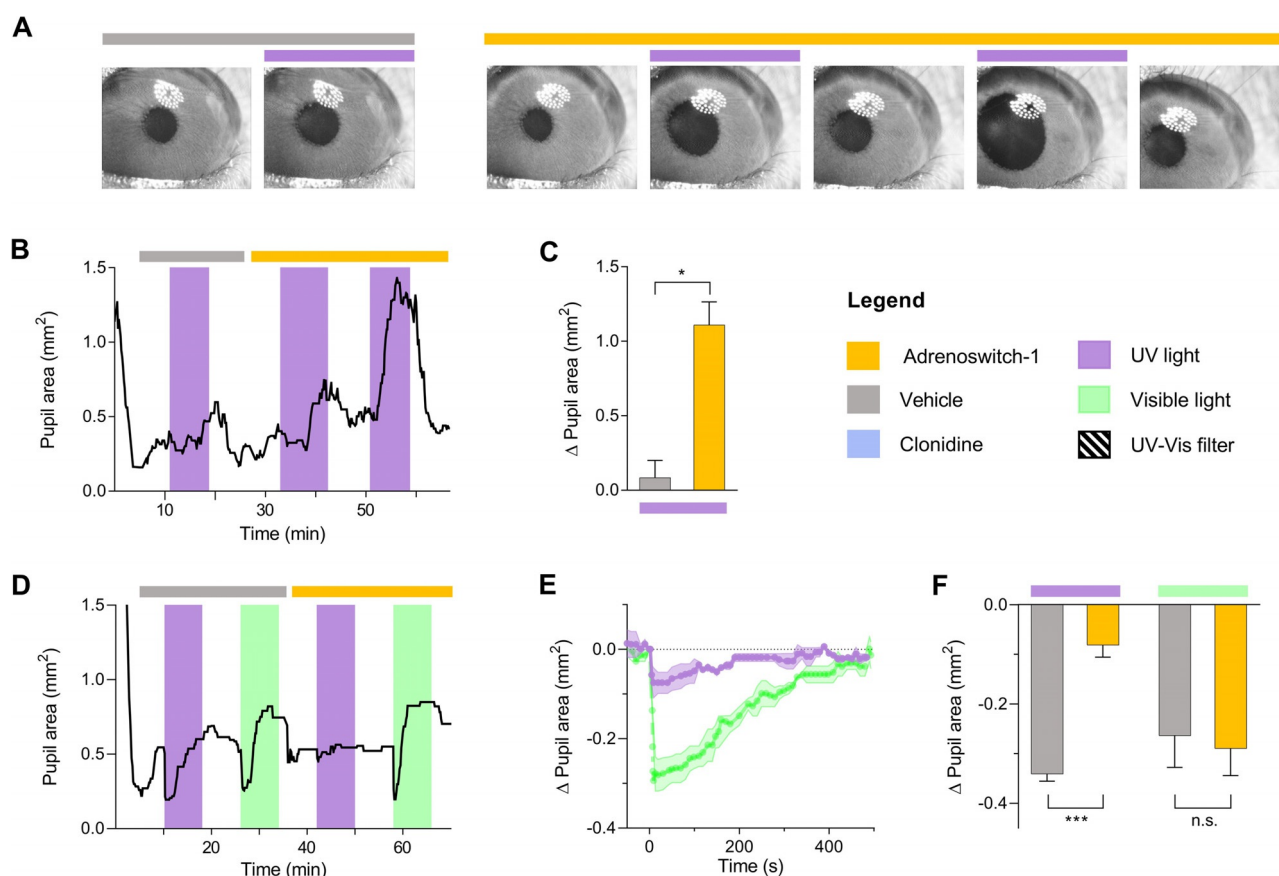 A
B
Pupil area (mm²)
1.5
1.0
0.5
0.0
10
30
50
Time (min)
C
Δ Pupil area (mm²)
1.5
1.0
0.5
0.0
*
Legend
Adrenoswitch-1
Vehicle
Clonidine
UV light
Visible light
UV-Vis filter
D
Pupil area (mm²)
1.5
1.0
0.5
0.0
20
40
60
Time (min)
E
Δ Pupil area (mm²)
0.0
-0.2
-0.4
0
200
400
Time (s)
F
Δ Pupil area (mm²)
0.0
-0.2
-0.4
***
n.s.